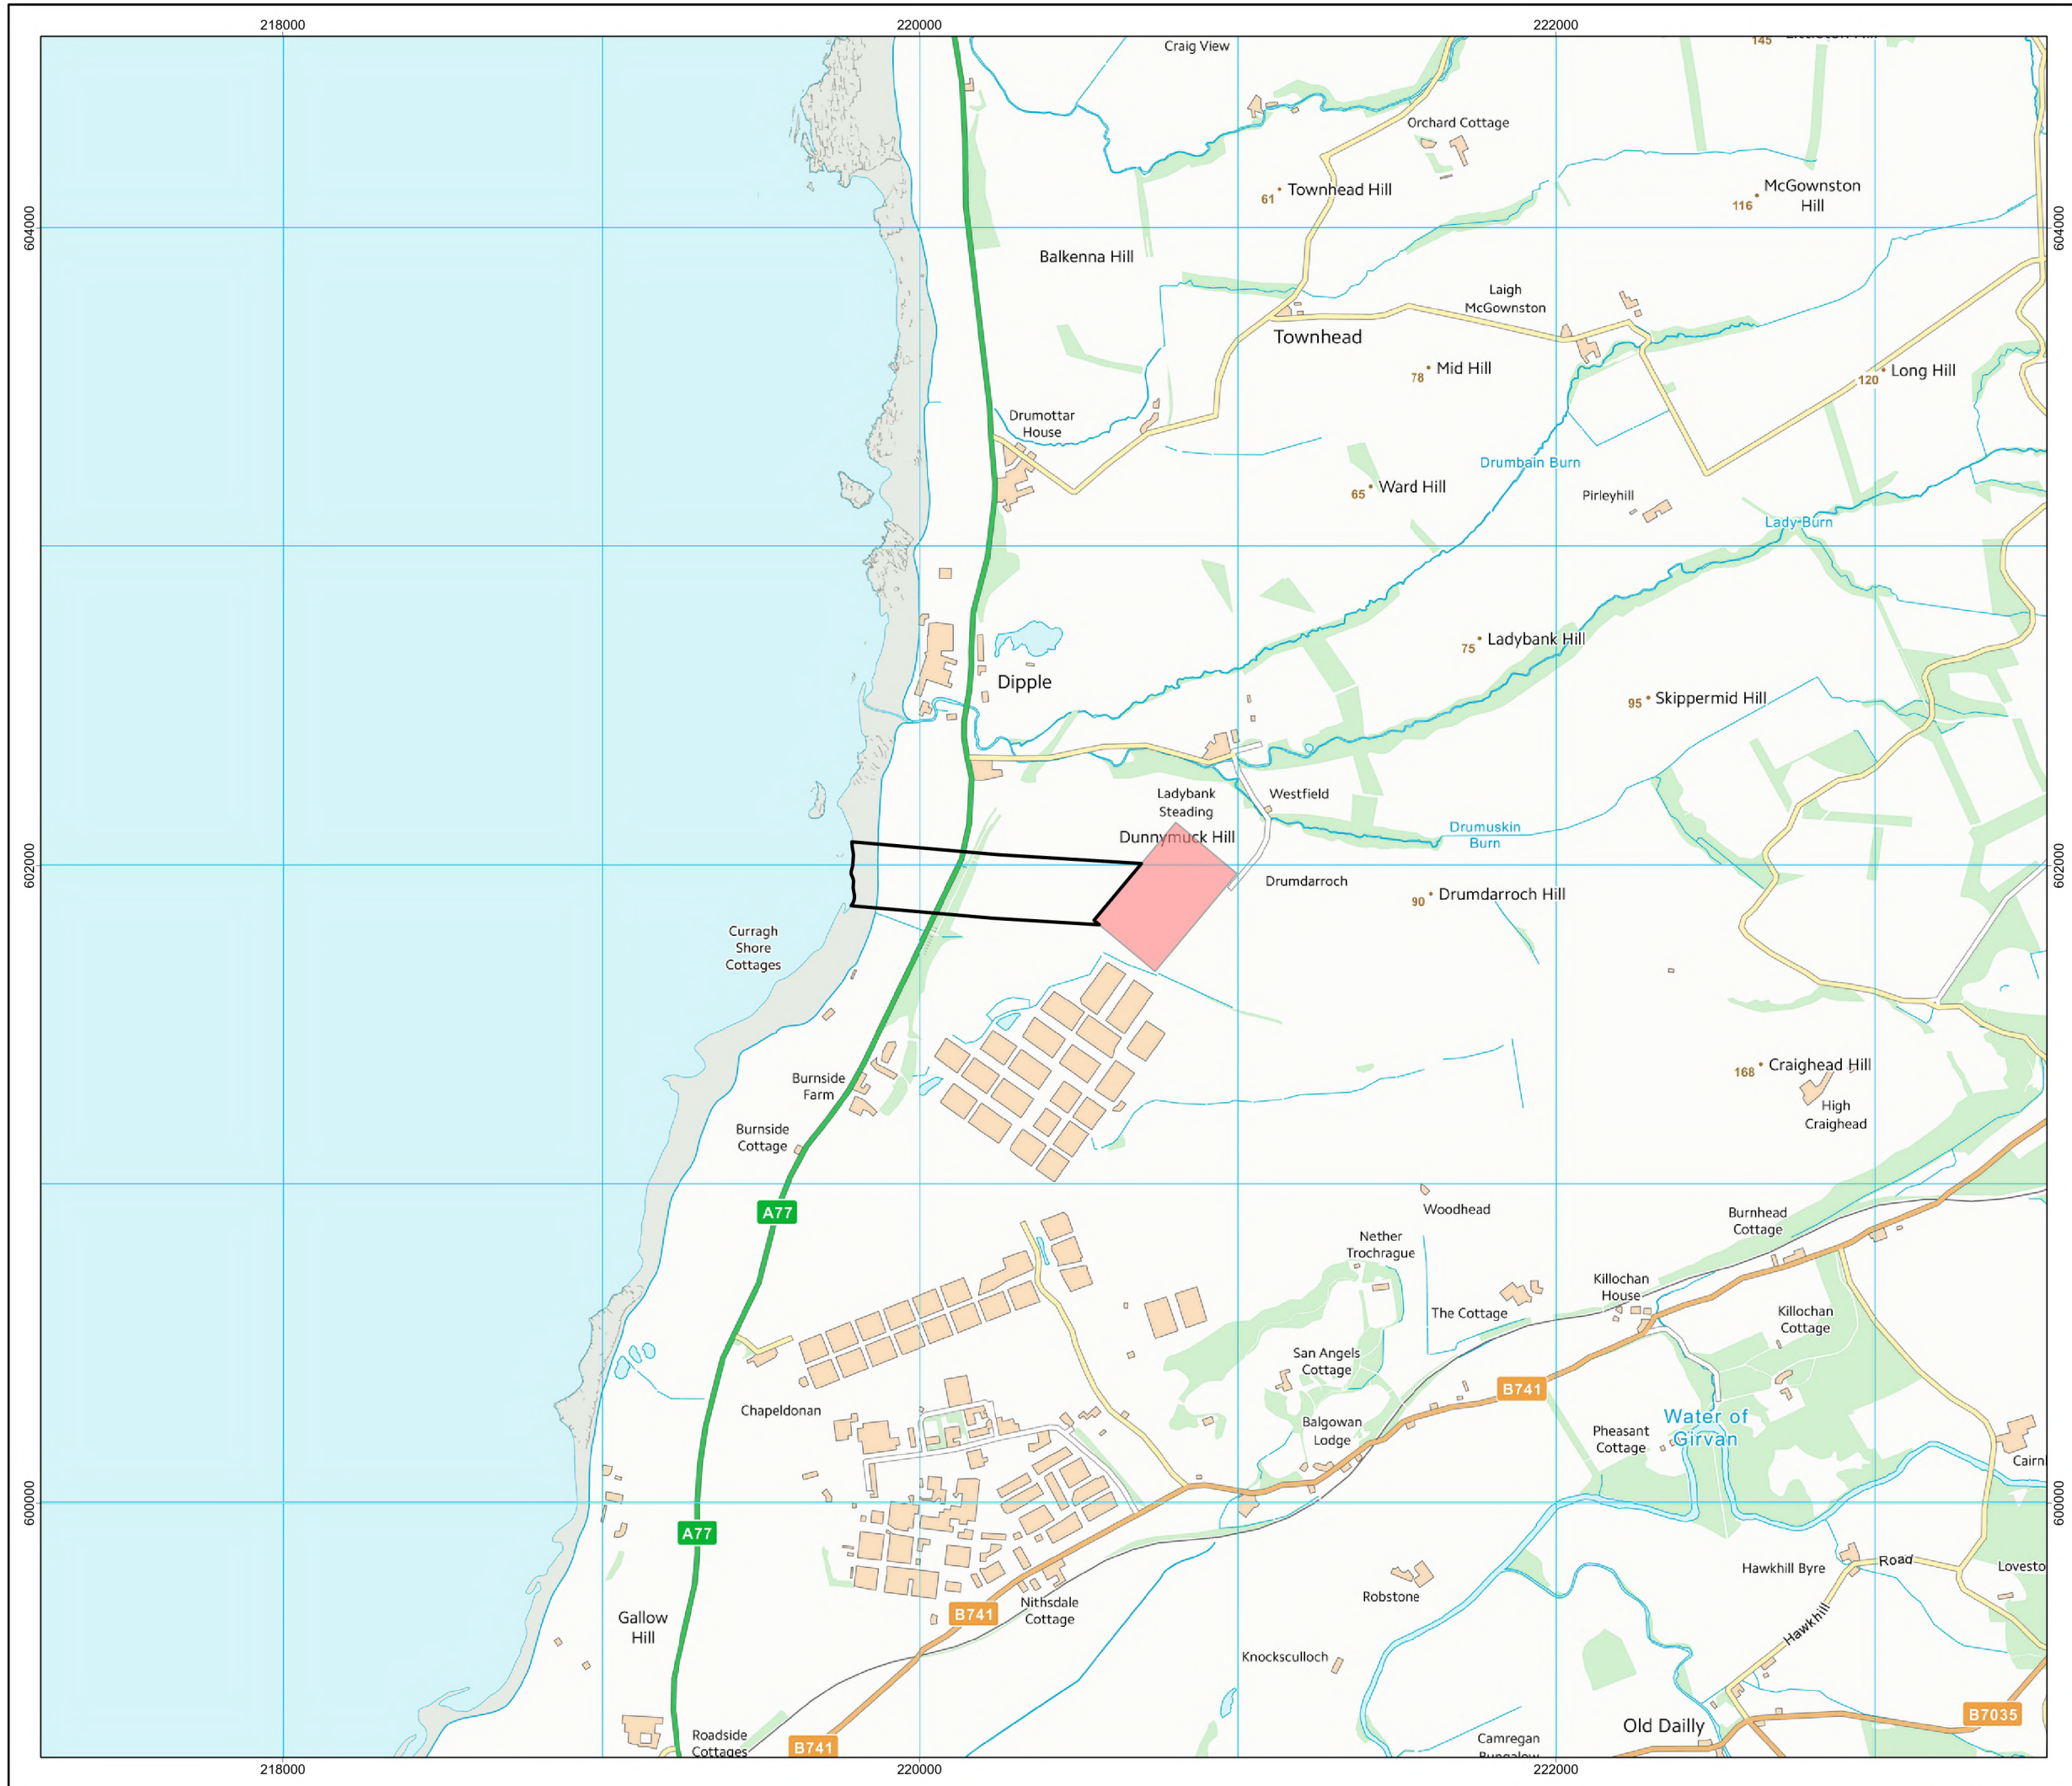 218000
220000
222000
Craig View
145
Orchard Cottage
61
Townhead Hill
116
McGownston
Hill
604000
604000
Balkenna Hill
Laigh
McGownston
Townhead
78
Mid Hill
120
Long Hill
Drumottar
House
Drumbain Burn
65
Ward Hill
Pirleyhill
Lady Burn
75
Ladybank Hill
Dipple
95
Skippermid Hill
Ladybank
Steading
Westfield
Dunnymuck Hill
Drumuskin
Burn
602000
602000
Drumdarroch
90
Drumdarroch Hill
Curragh
Shore
Cottages
Burnside
Farm
168
Craighead Hill
High
Craighead
Burnside
Cottage
A77
Woodhead
Burnhead
Cottage
Nether
Trochrague
Killochan
House
The Cottage
Killochan
Cottage
San Angels
Cottage
B741
Chapeldonan
Balgowan
Lodge
Pheasant
Cottage
Water of
Girvan
Cairnl
600000
600000
A77
Hawkhill Byre
Road
Lovesto
Robstone
Nithsdale
Cottage
B741
Gallow
Hill
Hawkhill
Knocksculloch
Old Dailly
B7035
Roadside
Cottages
B741
Camregan
Bungalow
218000
220000
222000